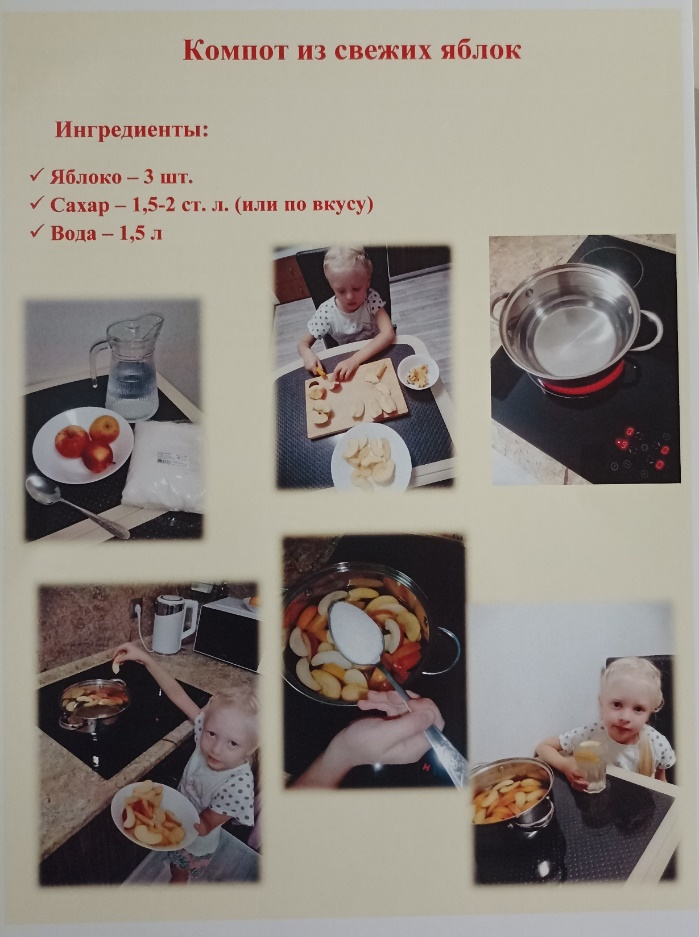 Компот из свежих яблок
Ингредиенты:
✓ Яблоко – 3 шт.
✓ Сахар – 1,5-2 ст. л. (или по вкусу)
✓ Вода – 1,5 л